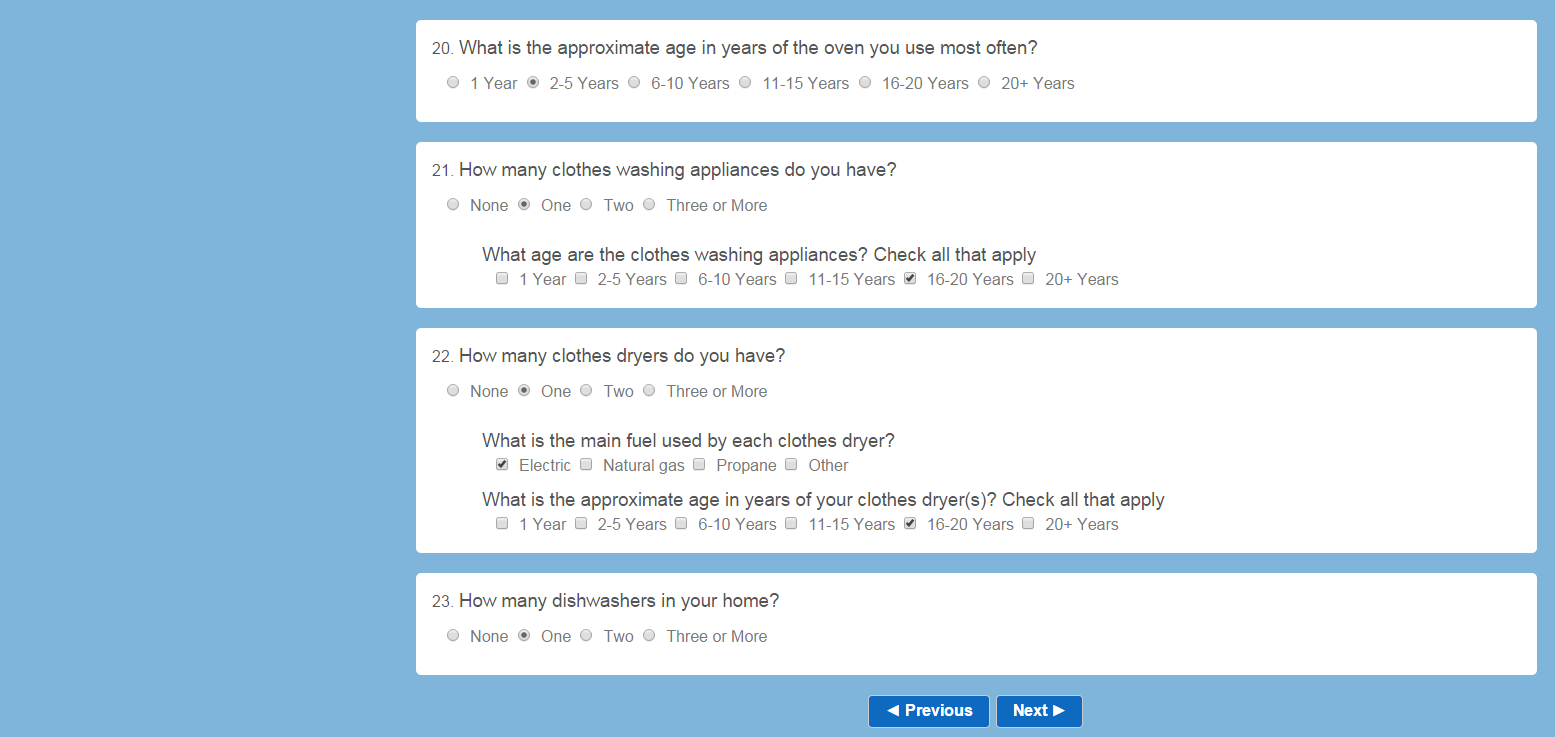 20. What is the approximate age in years of the oven you use most often?
1 Year 2-5 Years 6-10 Years 11-15 Years 16-20 Years 20+ Years
21. How many clothes washing appliances do you have?
None One Two Three or More
What age are the clothes washing appliances? Check all that apply
1 Year 2-5 Years 6-10 Years 11-15 Years 16-20 Years 20+ Years
22. How many clothes dryers do you have?
None One Two Three or More
What is the main fuel used by each clothes dryer?
Electric Natural gas Propane Other
What is the approximate age in years of your clothes dryer(s)? Check all that apply
1 Year 2-5 Years 6-10 Years 11-15 Years 16-20 Years 20+ Years
23. How many dishwashers in your home?
None One Two Three or More
Previous Next